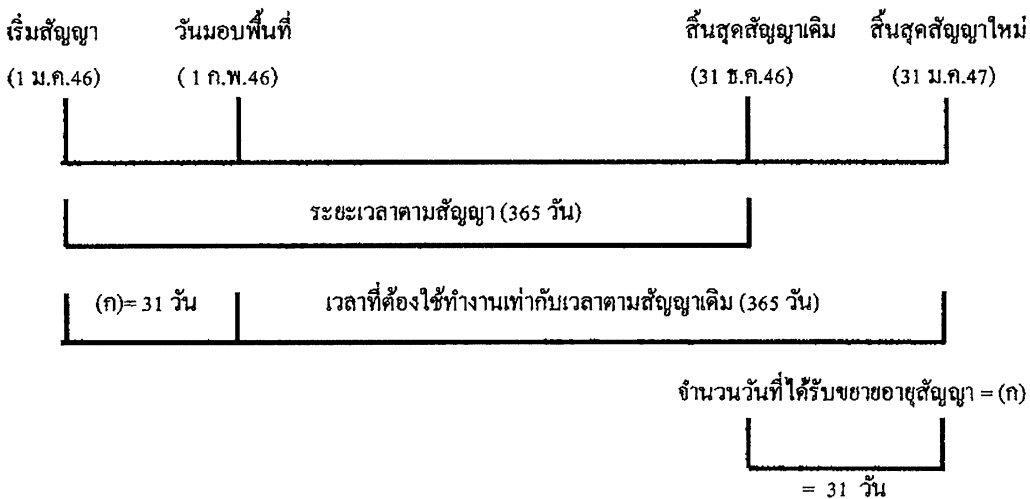 เริ่มสัญญา วันมอบพื้นที่ สิ้นสุดสัญญาเดิม สิ้นสุดสัญญาใหม่
(1 ม.ค.46) ( 1 ก.พ.46) (31 ธ.ค.46) (31 ม.ค.47)
ระยะเวลาตามสัญญา (365 วัน)
(ก)= 31 วัน เวลาที่ต้องใช้ทำงานเท่ากับเวลาตามสัญญาเดิม (365 วัน)
จำนวนวันที่ได้รับขยายอายุสัญญา = (ก)
= 31 วัน